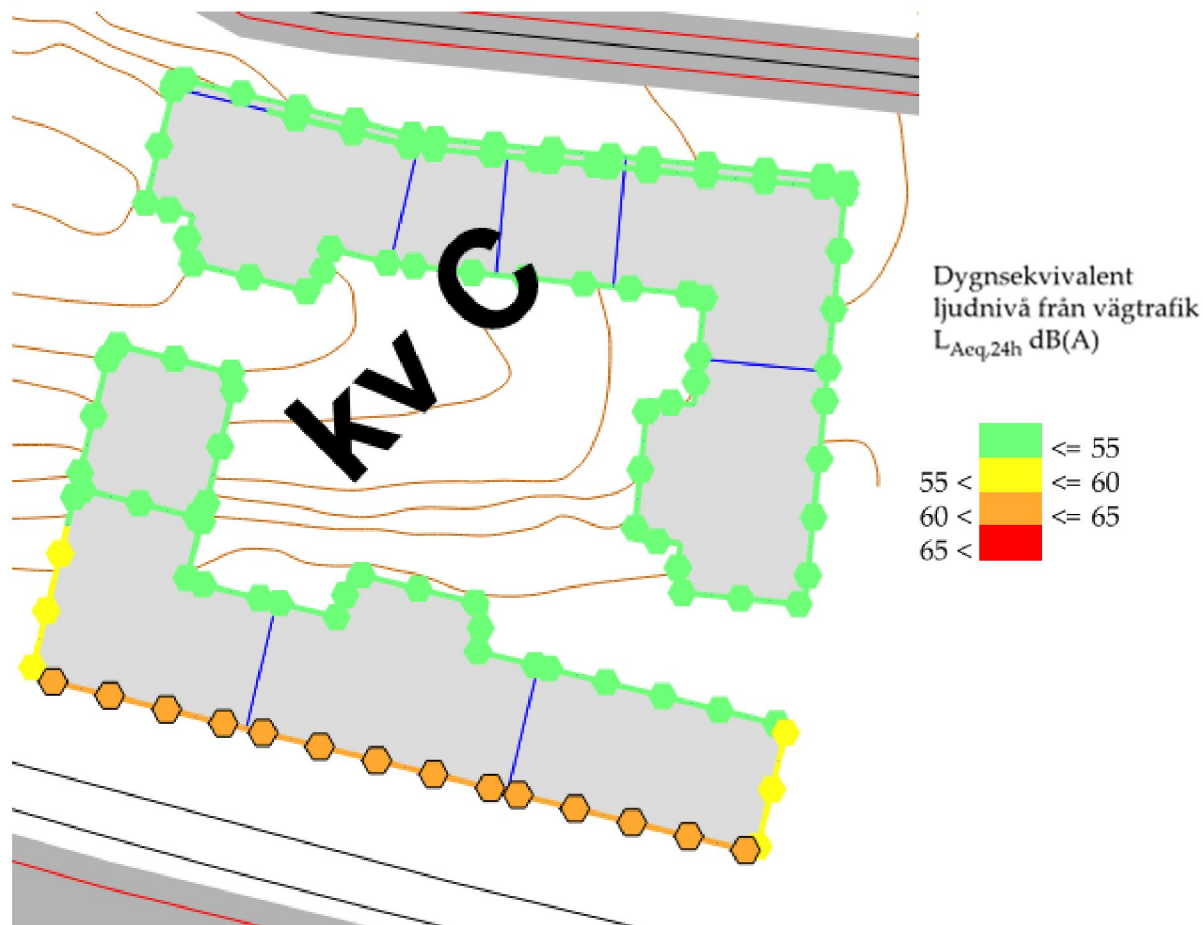 kv C
Dygnsekvivalent
ljudnivå från vägtrafik
LAeq,24h dB(A)
<= 55
55 < <= 60
60 < <= 65
65 <